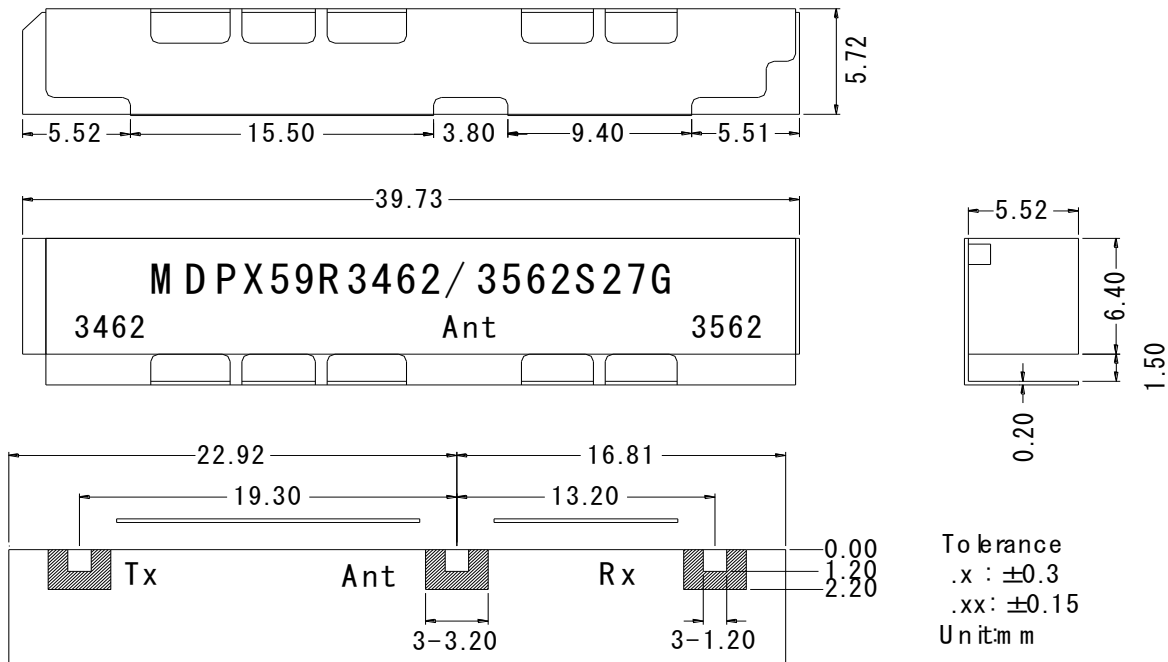 5.72
5.52 15.50 3.80 9.40 5.51
39.73
5.52
MDPX59R3462/3562S27G
3462 Ant 3562
6.40
1.50
0.20
22.92 16.81
19.30 13.20
Tx Ant Rx
0.00
1.20
2.20
3-3.20 3-1.20
Tolerance
.x : ±0.3
.xx: ±0.15
Unit:mm